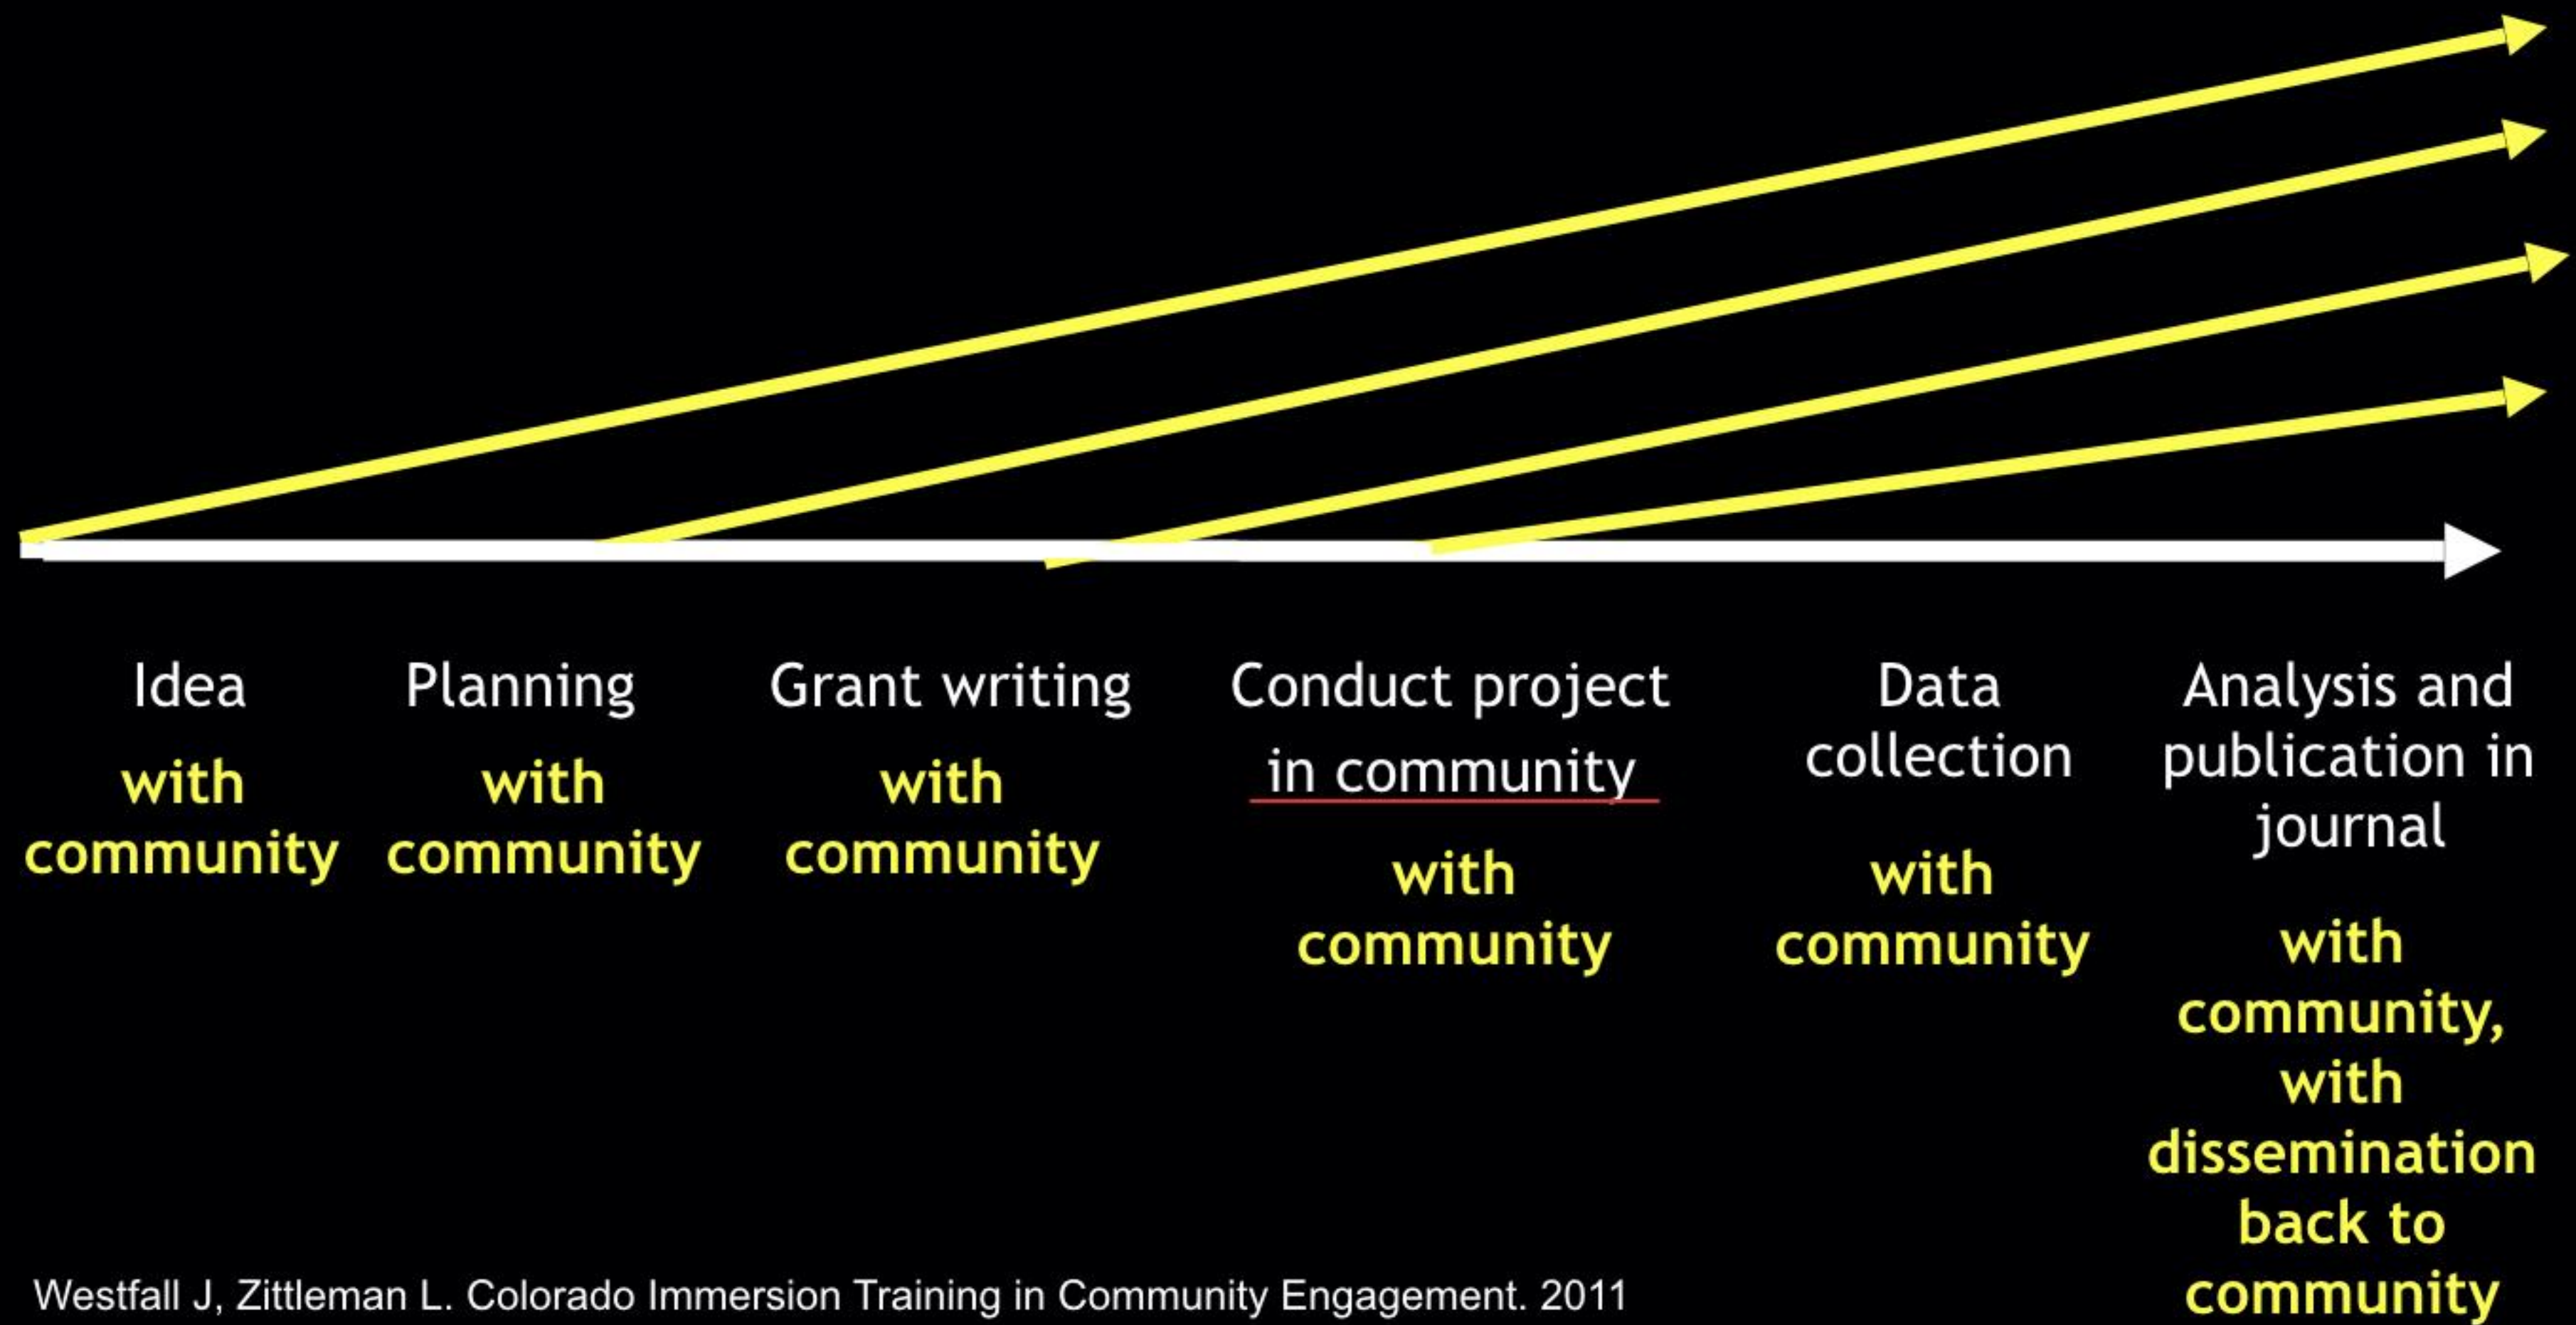 Idea
with
community
Planning
with
community
Grant writing
with
community
Conduct project
in community
with
community
Data
collection
with
community
Analysis and
publication in
journal
with
community,
with
dissemination
back to
community
Westfall J, Zittleman L. Colorado Immersion Training in Community Engagement. 2011